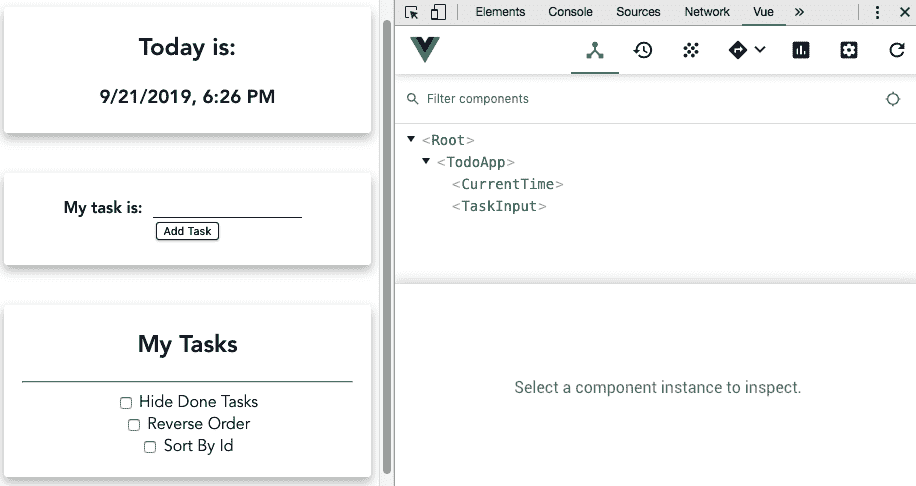 Today is:
9/21/2019, 6:26 PM
My task is:
Add Task
My Tasks
Hide Done Tasks
Reverse Order
Sort By Id
Elements Console Sources Network Vue »
Filter components
<Root>
<TodoApp>
<CurrentTime>
<TaskInput>
Select a component instance to inspect.